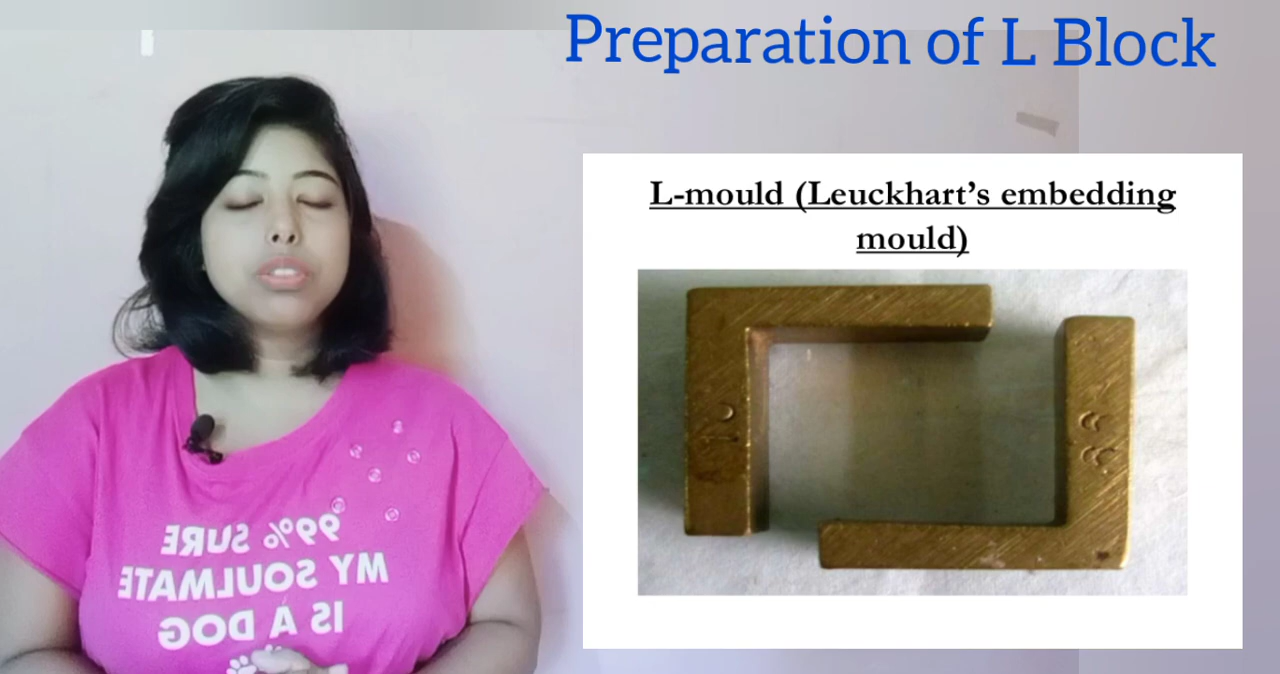 Preparation of L Block
L-mould (Leuckhart’s embedding
mould)
99% SURE
MY SOULMATE
IS A DOG